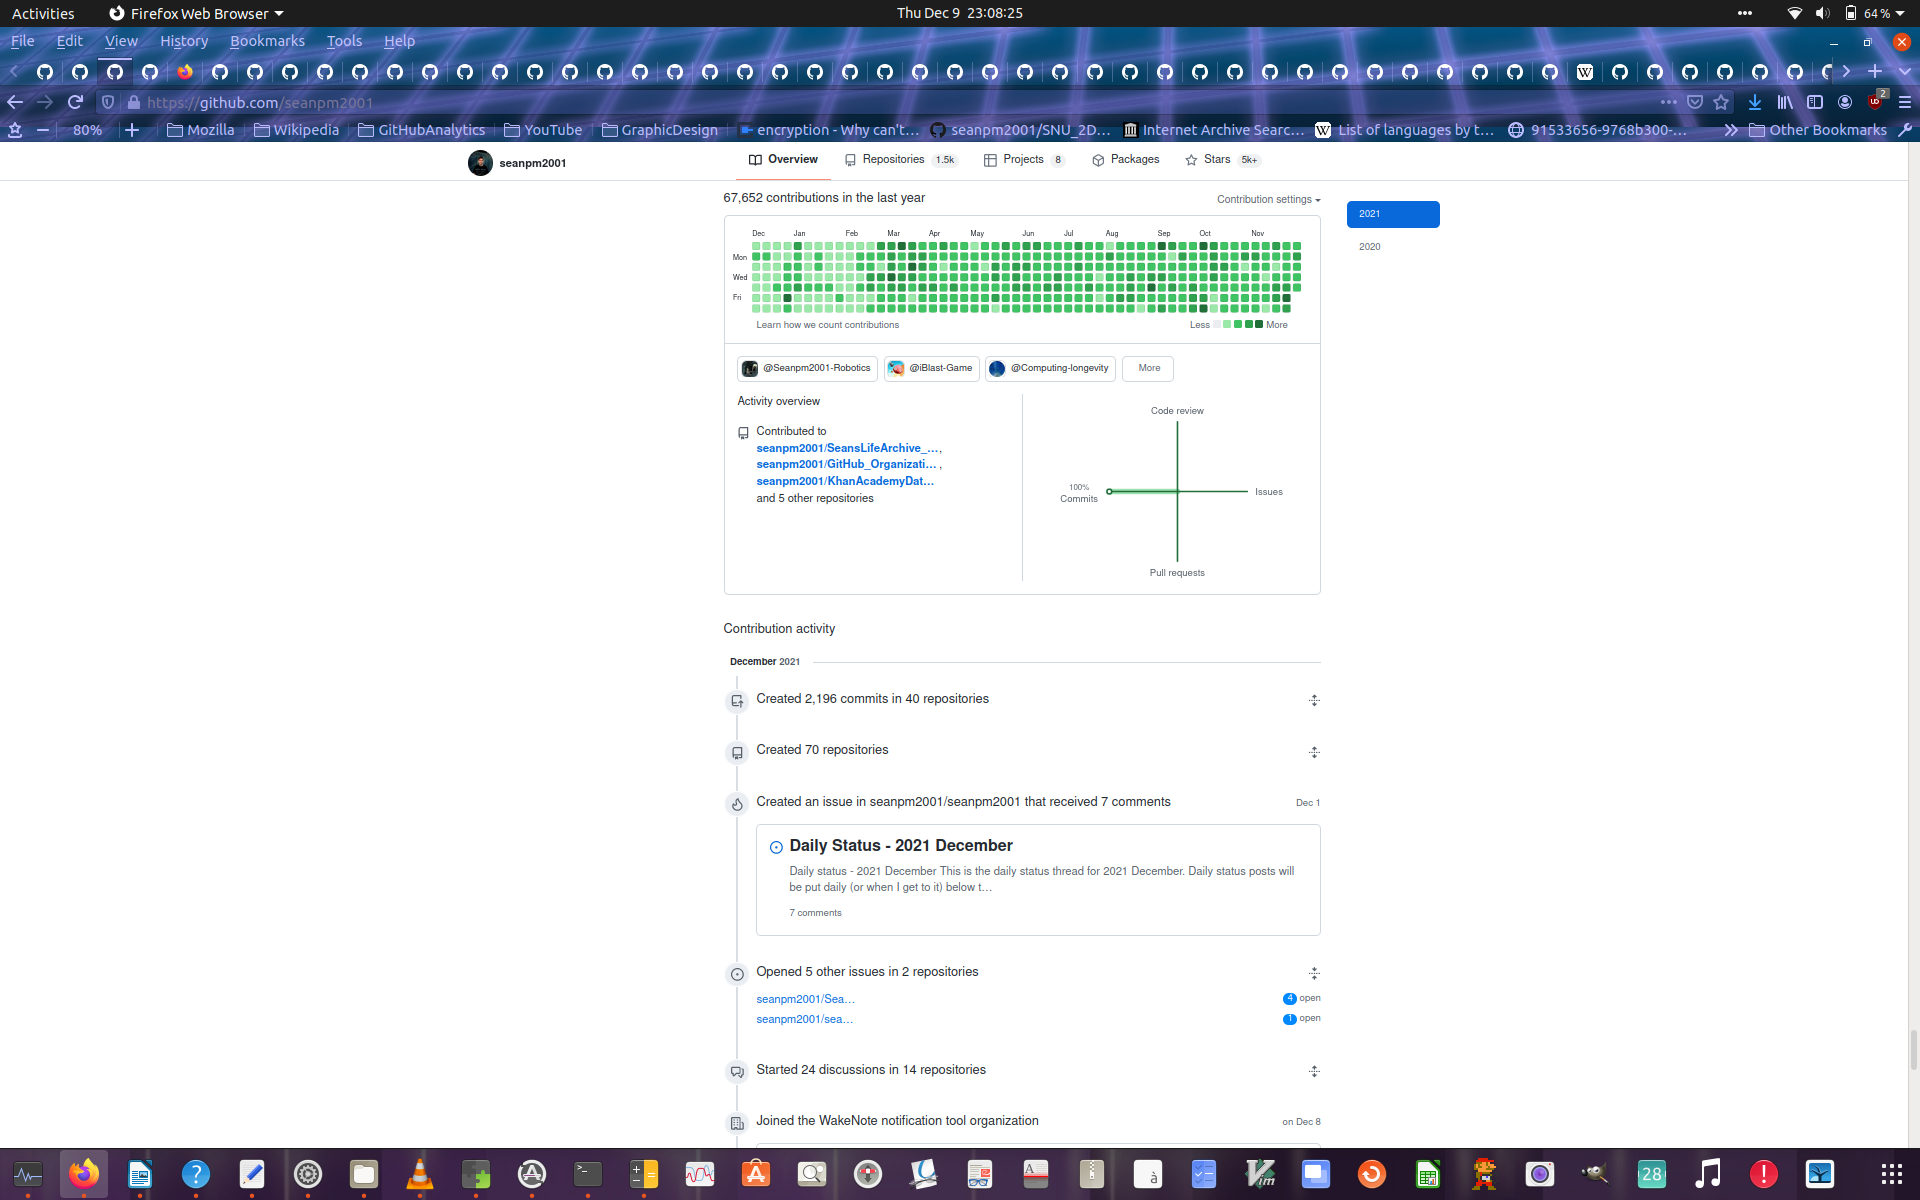 Activities Firefox Web Browser Thu Dec 9 23:08:25 64 %
File Edit View History Bookmarks Tools Help
https://github.com/seanpm2001 2
80% Mozilla Wikipedia GitHubAnalytics YouTube GraphicDesign encryption - Why can't… seanpm2001/SNU_2D… Internet Archive Searc… List of languages by t… 91533656-9768b300-… Other Bookmarks
seanpm2001 Overview Repositories 1.5k Projects 8 Packages Stars 5k+
67,652 contributions in the last year Contribution settings
2021
2020
Dec Jan Feb Mar Apr May Jun Jul Aug Sep Oct Nov
Mon
Wed
Fri
Learn how we count contributions Less More
@Seanpm2001-Robotics @iBlast-Game @Computing-longevity More
Activity overview
Contributed to
seanpm2001/SeansLifeArchive_…,
seanpm2001/GitHub_Organizati… ,
seanpm2001/KhanAcademyDat…
and 5 other repositories
Code review
100%
Commits
Issues
Pull requests
Contribution activity
December 2021
Created 2,196 commits in 40 repositories
Created 70 repositories
Created an issue in seanpm2001/seanpm2001 that received 7 comments Dec 1
Daily Status - 2021 December
Daily status - 2021 December This is the daily status thread for 2021 December. Daily status posts will
be put daily (or when I get to it) below t…
7 comments
Opened 5 other issues in 2 repositories
seanpm2001/Sea… 4 open
seanpm2001/sea… 1 open
Started 24 discussions in 14 repositories
Joined the WakeNote notification tool organization on Dec 8
28